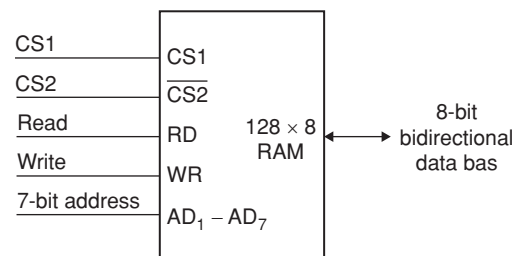 CS1
CS1
CS2
C̅S̅2̅
Read
RD
Write
WR
7-bit address
AD₁ – AD₇
128 × 8
RAM
8-bit
bidirectional
data bas